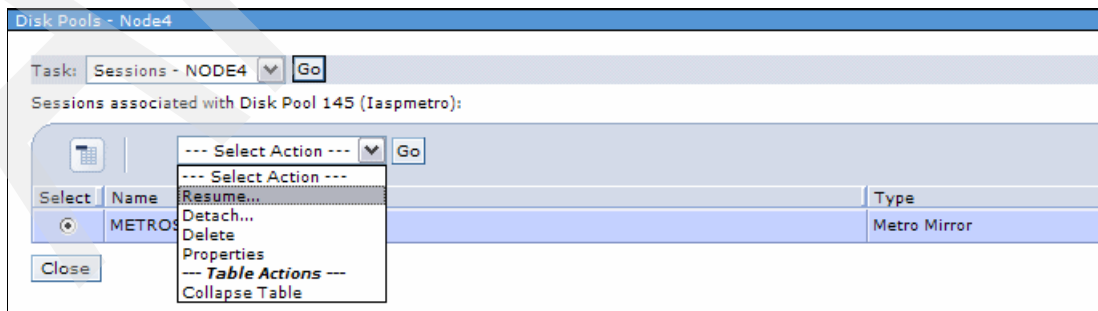 Disk Pools - Node4
Task: Sessions - NODE4 Go
Sessions associated with Disk Pool 145 (Iaspmetro):
--- Select Action --- Go
--- Select Action ---
Select Name Resume... Type
Detach...
METROS Metro Mirror
Delete
Properties
Close --- Table Actions ---
Collapse Table